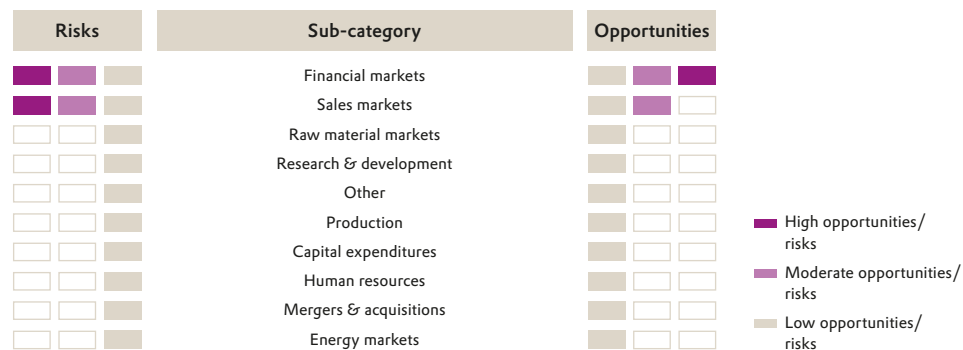 Risks
Sub-category
Opportunities
Financial markets
Sales markets
Raw material markets
Research & development
Other
Production
Capital expenditures
Human resources
Mergers & acquisitions
Energy markets
High opportunities/
risks
Moderate opportunities/
risks
Low opportunities/
risks